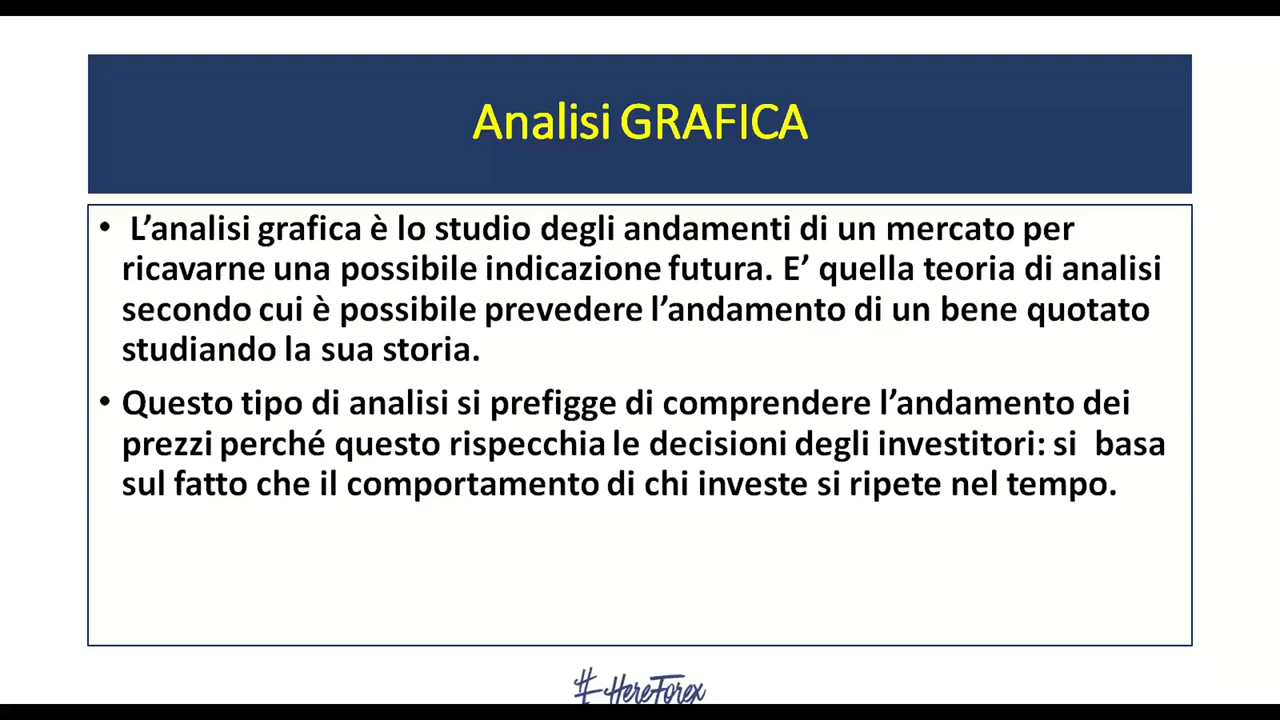 Analisi GRAFICA
• L’analisi grafica è lo studio degli andamenti di un mercato per
ricavarne una possibile indicazione futura. E’ quella teoria di analisi
secondo cui è possibile prevedere l’andamento di un bene quotato
studiando la sua storia.
• Questo tipo di analisi si prefigge di comprendere l’andamento dei
prezzi perché questo rispecchia le decisioni degli investitori: si  basa
sul fatto che il comportamento di chi investe si ripete nel tempo.
#HereForex